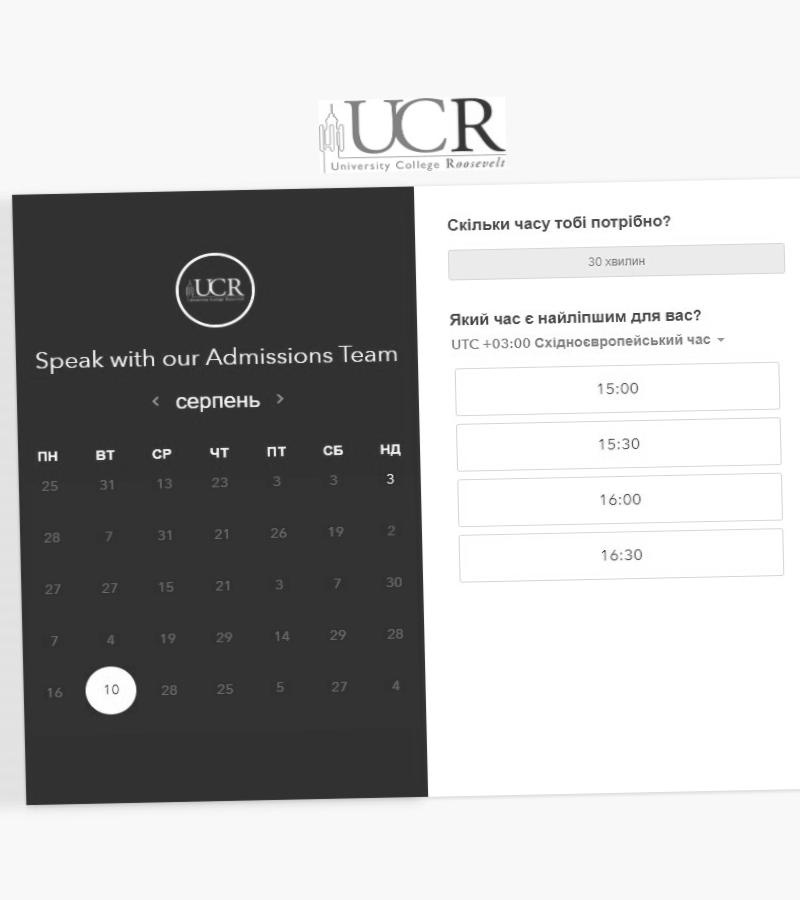 UCR
University College Roosevelt
UCR
Speak with our Admissions Team
< серпень >
ПН ВТ СР ЧТ ПТ СБ НД
25 31 13 23 3 3 3
28 7 31 21 26 19 2
27 27 15 21 3 7 30
7 4 19 29 14 29 28
16 10 28 25 5 27 4
Скільки часу тобі потрібно?
30 хвилин
Який час є найліпшим для вас?
UTC +03:00 Східноєвропейський час
15:00
15:30
16:00
16:30